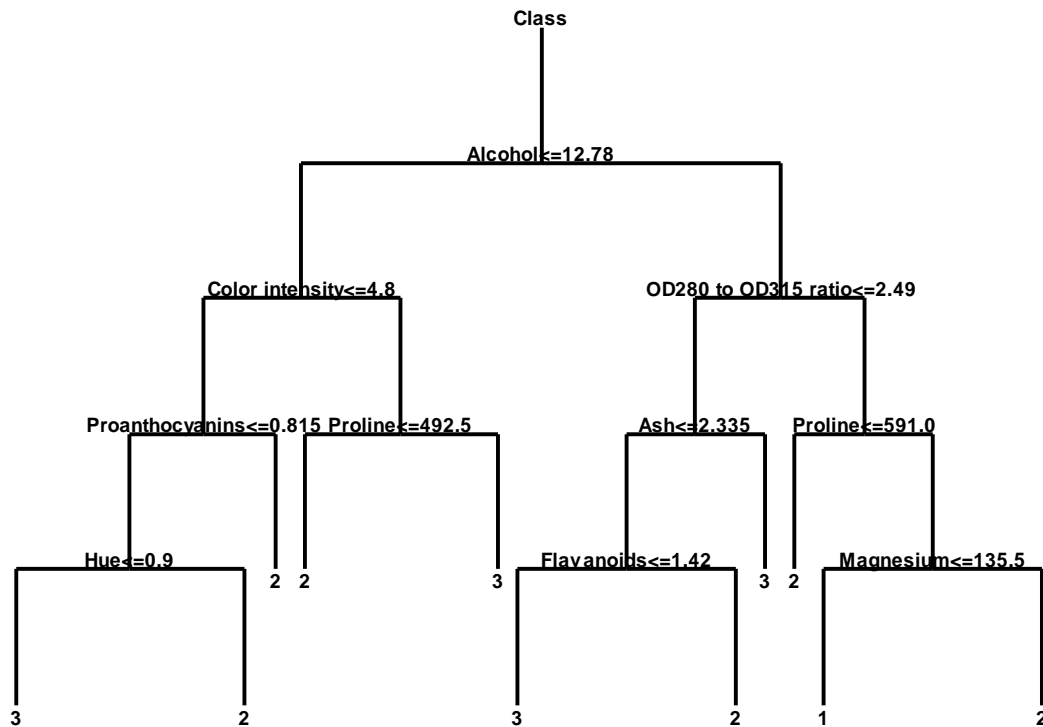 Class
Alcohol<=12.78
Color intensity<=4.8 OD280 to OD315 ratio<=2.49
Proanthocyanins<=0.815 Proline<=492.5 Ash<=2.335 Proline<=591.0
Hue<=0.9 2 2 3 Flavanoids<=1.42 3 2 Magnesium<=135.5
3 2 3 2 1 2